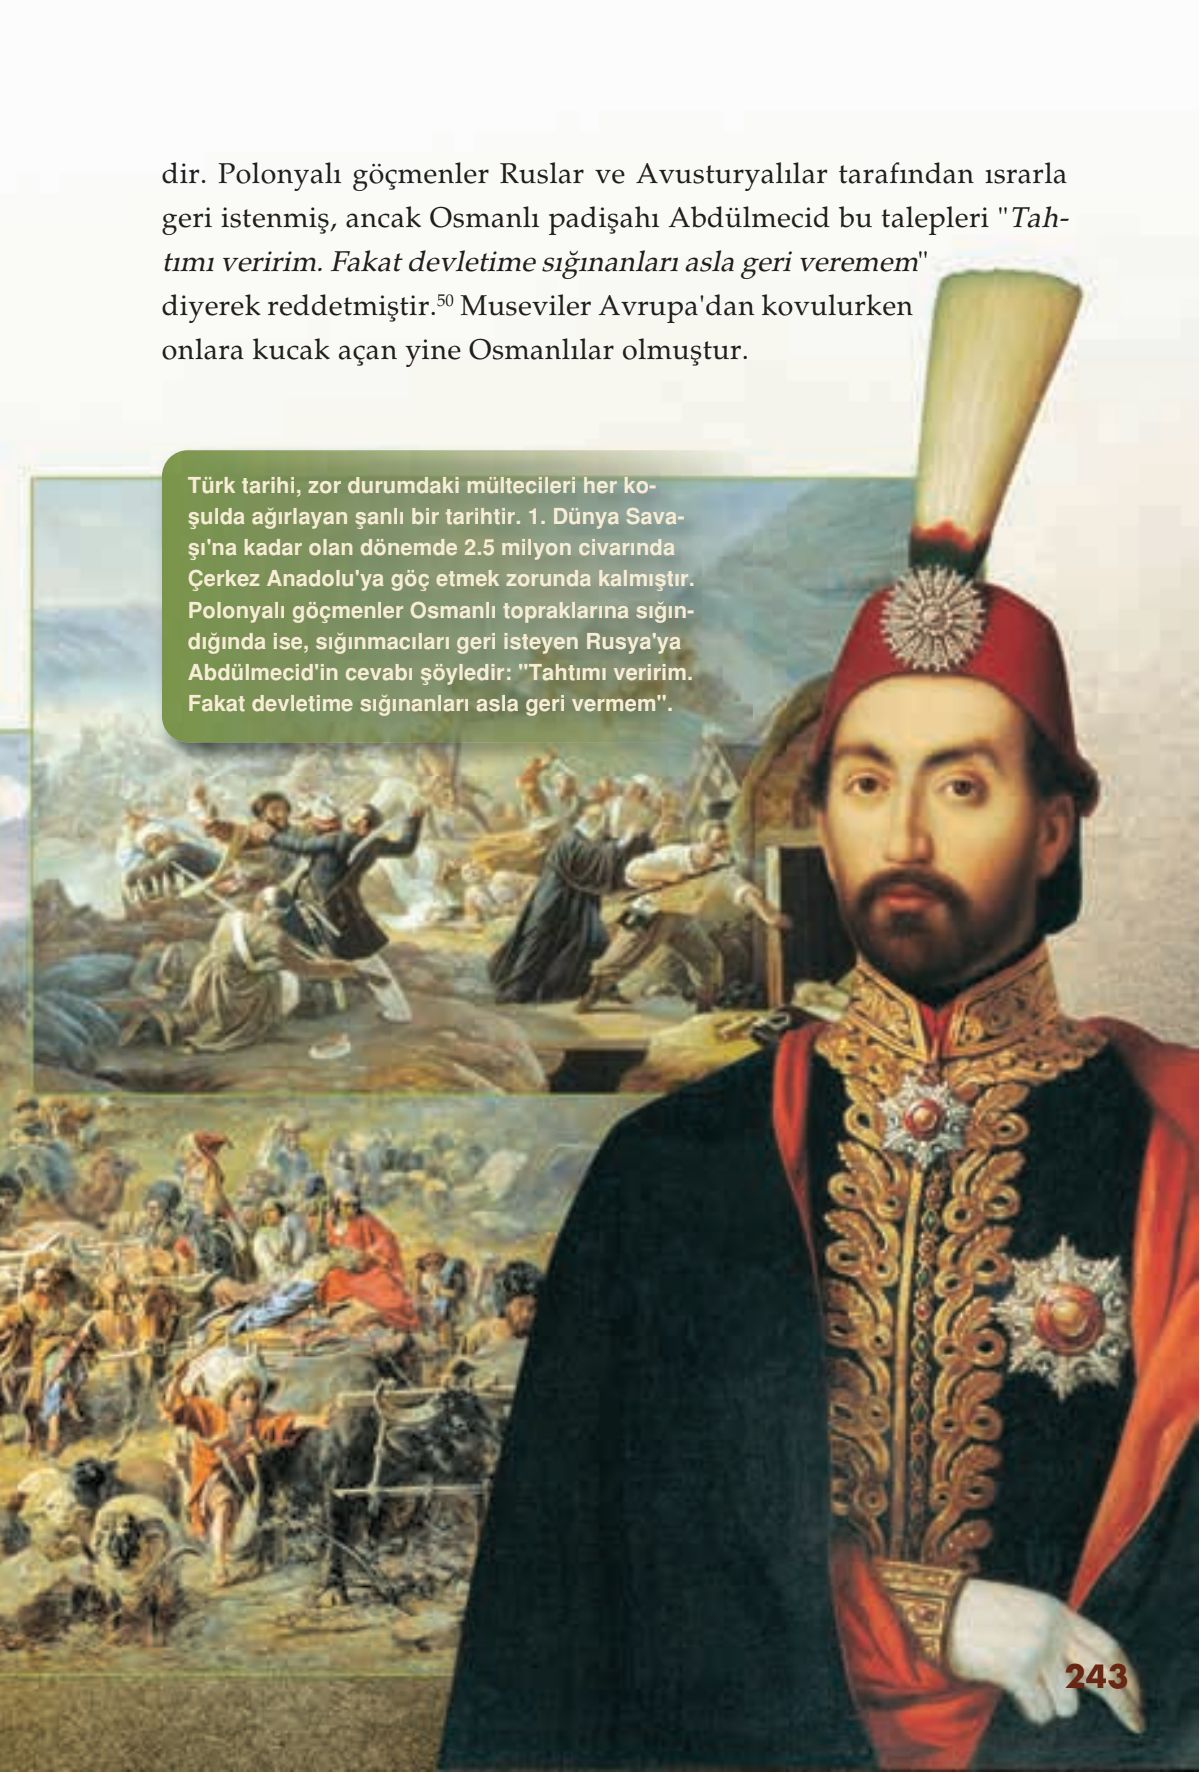 dir. Polonyalı göçmenler Ruslar ve Avusturyalılar tarafından ısrarla
geri istenmiş, ancak Osmanlı padişahı Abdülmecid bu talepleri "Tah-
tımı veririm. Fakat devletime sığınanları asla geri veremem"
diyerek reddetmiştir.50 Museviler Avrupa'dan kovulurken
onlara kucak açan yine Osmanlılar olmuştur.
Türk tarihi, zor durumdaki mültecileri her ko-
şulda ağırlayan şanlı bir tarihtir. 1. Dünya Sava-
şı'na kadar olan dönemde 2.5 milyon civarında
Çerkez Anadolu'ya göç etmek zorunda kalmıştır.
Polonyalı göçmenler Osmanlı topraklarına sığın-
dığında ise, sığınmacıları geri isteyen Rusya'ya
Abdülmecid'in cevabı şöyledir: "Tahtımı veririm.
Fakat devletime sığınanları asla geri vermem".
243